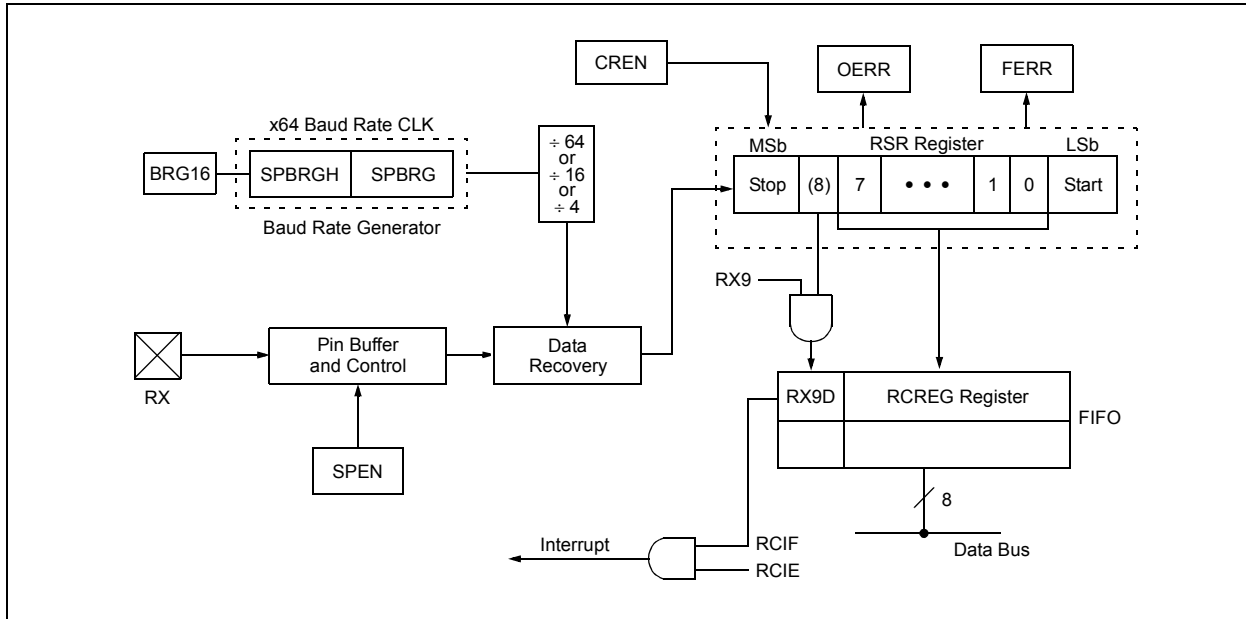 CREN
OERR
FERR
x64 Baud Rate CLK
BRG16
SPBRGH
SPBRG
Baud Rate Generator
÷ 64
or
÷ 16
or
÷ 4
MSb
RSR Register
LSb
Stop
(8)
7
• • •
1
0
Start
RX9
RX
Pin Buffer
and Control
Data
Recovery
SPEN
RX9D
RCREG Register
FIFO
8
Data Bus
Interrupt
RCIF
RCIE